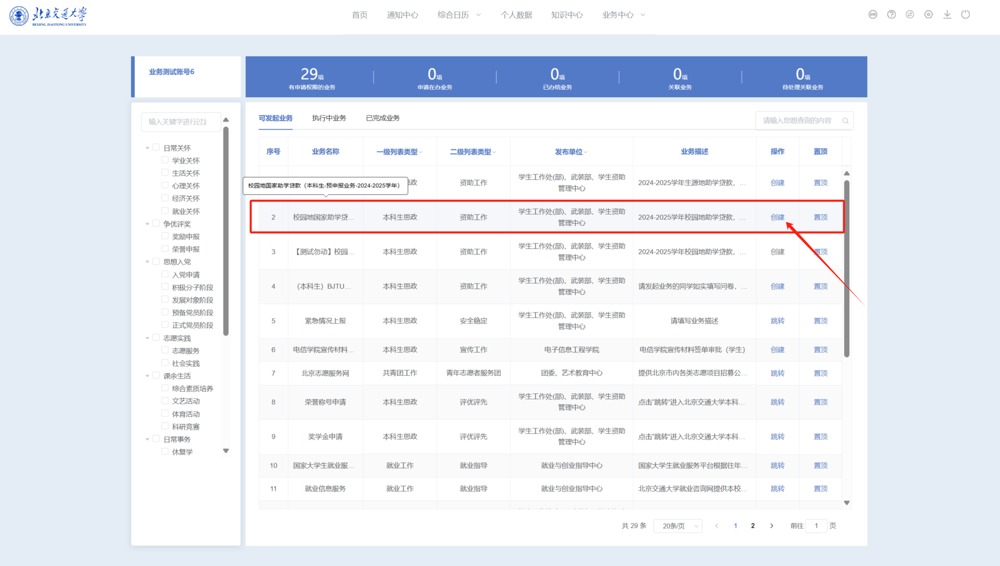 北京交通大学
BEIJING JIAOTONG UNIVERSITY
首页 通知中心 综合日历 个人数据 知识中心 业务中心 EN
业务测试账号6
29项 0项 0项 0项 0项
有申请权限的业务 申请在办业务 已办结业务 关联业务 待处理关联业务
输入关键字进行过
日常关怀
学业关怀
生活关怀
心理关怀
经济关怀
就业关怀
争优评奖
奖励申报
荣誉申报
思想入党
入党申请
积极分子阶段
发展对象阶段
预备党员阶段
正式党员阶段
志愿实践
志愿服务
社会实践
课余生活
综合素质培养
文艺活动
体育活动
科研竞赛
日常事务
休复学
可发起业务 执行中业务 已完成业务 请输入您想查询的内容
序号 业务名称 一级列表类型 二级列表类型 发布单位 业务描述 操作 置顶
思政 资助工作 学生工作处(部)、武装部、学生资助
管理中心 2024-2025学年生源地助学贷款，... 创建 置顶
校园地国家助学贷款（本科生-预申报业务-2024-2025学年）
2 校园地国家助学贷... 本科生思政 资助工作 学生工作处(部)、武装部、学生资助
管理中心 2024-2025学年校园地助学贷款，... 创建 置顶
3 【测试勿动】校园... 本科生思政 资助工作 学生工作处(部)、武装部、学生资助
管理中心 2024-2025学年校园地助学贷款，... 创建 置顶
4 （本科生）BJTU... 本科生思政 资助工作 学生工作处(部)、武装部、学生资助
管理中心 请发起业务的同学如实填写问卷，... 创建 置顶
5 紧急情况上报 本科生思政 安全稳定 学生工作处(部)、武装部、学生资助
管理中心 请填写业务描述 跳转 置顶
6 电信学院宣传材料... 本科生思政 宣传工作 电子信息工程学院 电信学院宣传材料签单审批（学生） 创建 置顶
7 北京志愿服务网 共青团工作 青年志愿者服务团 团委、艺术教育中心 提供北京市内各类志愿项目招募公... 跳转 置顶
8 荣誉称号申请 本科生思政 评优评先 学生工作处(部)、武装部、学生资助
管理中心 点击“跳转”进入北京交通大学本科... 跳转 置顶
9 奖学金申请 本科生思政 评优评先 学生工作处(部)、武装部、学生资助
管理中心 点击“跳转”进入北京交通大学本科... 跳转 置顶
10 国家大学生就业服... 就业工作 就业指导 就业与创业指导中心 国家大学生就业服务平台根据往年... 跳转 置顶
11 就业信息服务 就业工作 就业指导 就业与创业指导中心 北京交通大学就业咨询网提供本校... 跳转 置顶
共 29 条 20条/页 1 2 前往 1 页